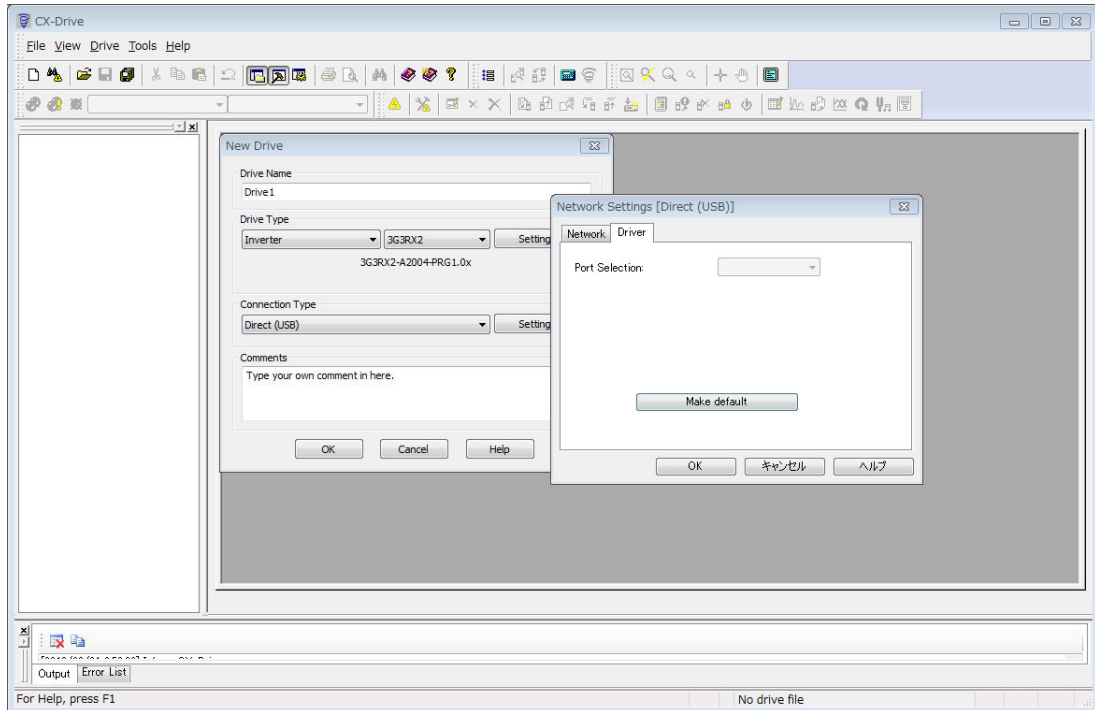 CX-Drive
File View Drive Tools Help
New Drive
Drive Name
Drive1
Drive Type
Inverter
3G3RX2
Setting
3G3RX2-A2004-PRG1.0x
Connection Type
Direct (USB)
Setting
Comments
Type your own comment in here.
OK
Cancel
Help
Network Settings [Direct (USB)]
Network
Driver
Port Selection:
Make default
OK
キャンセル
ヘルプ
Output
Error List
For Help, press F1
No drive file